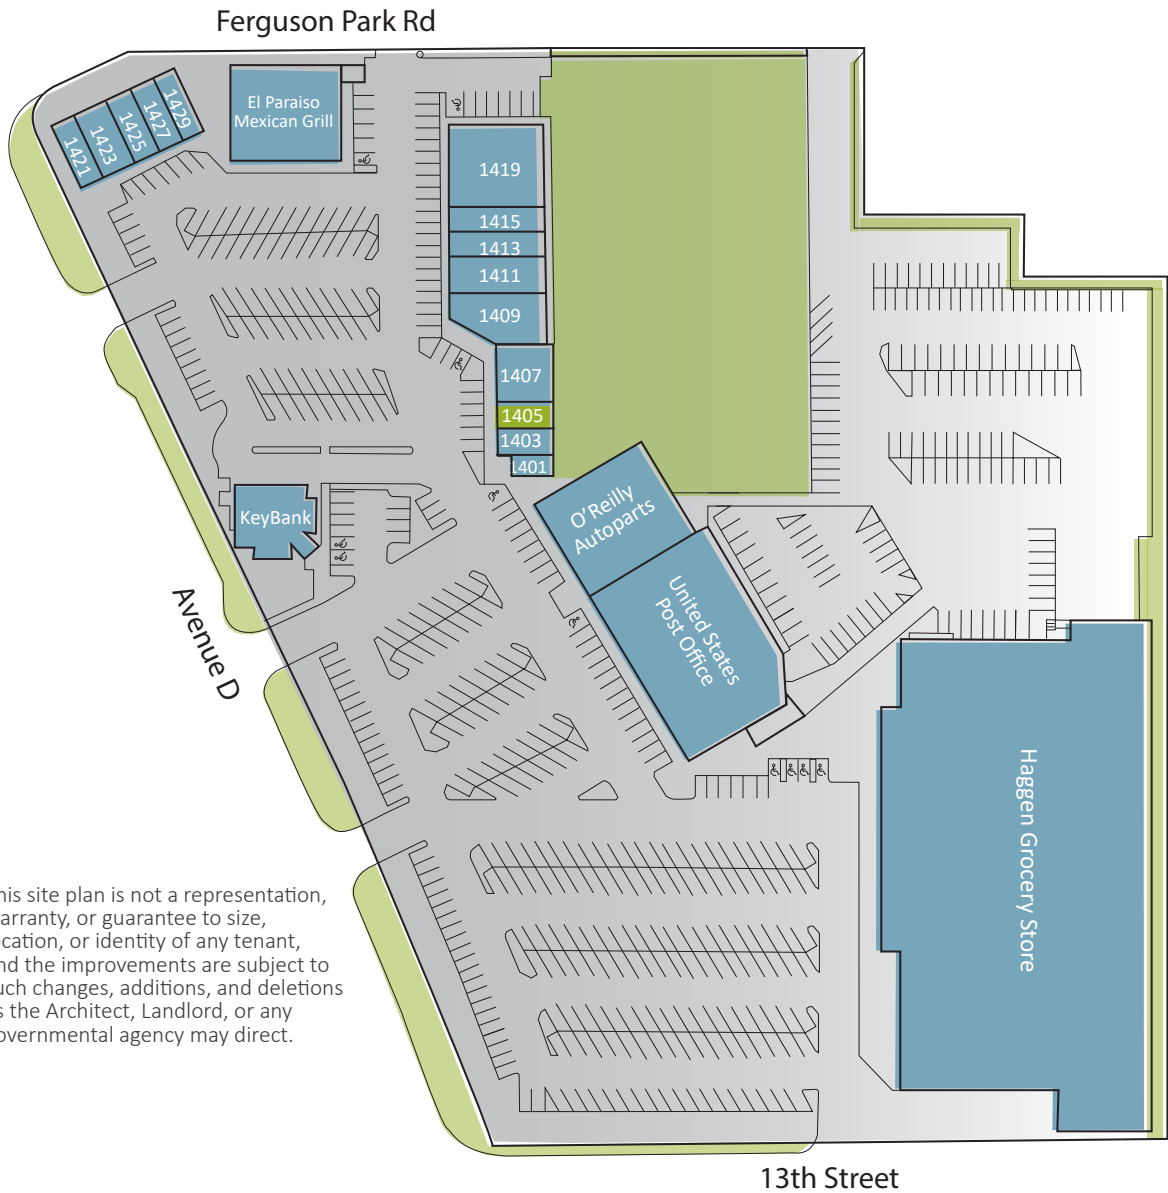 Ferguson Park Rd
1421
1423
1425
1427
1429
El Paraiso
Mexican Grill
1419
1415
1413
1411
1409
1407
1405
1403
1401
KeyBank
O'Reilly
Autoparts
United States
Post Office
Avenue D
Haggen Grocery Store
his site plan is not a representation,
arranty, or guarantee to size,
ocation, or identity of any tenant,
nd the improvements are subject to
uch changes, additions, and deletions
s the Architect, Landlord, or any
overnmental agency may direct.
13th Street